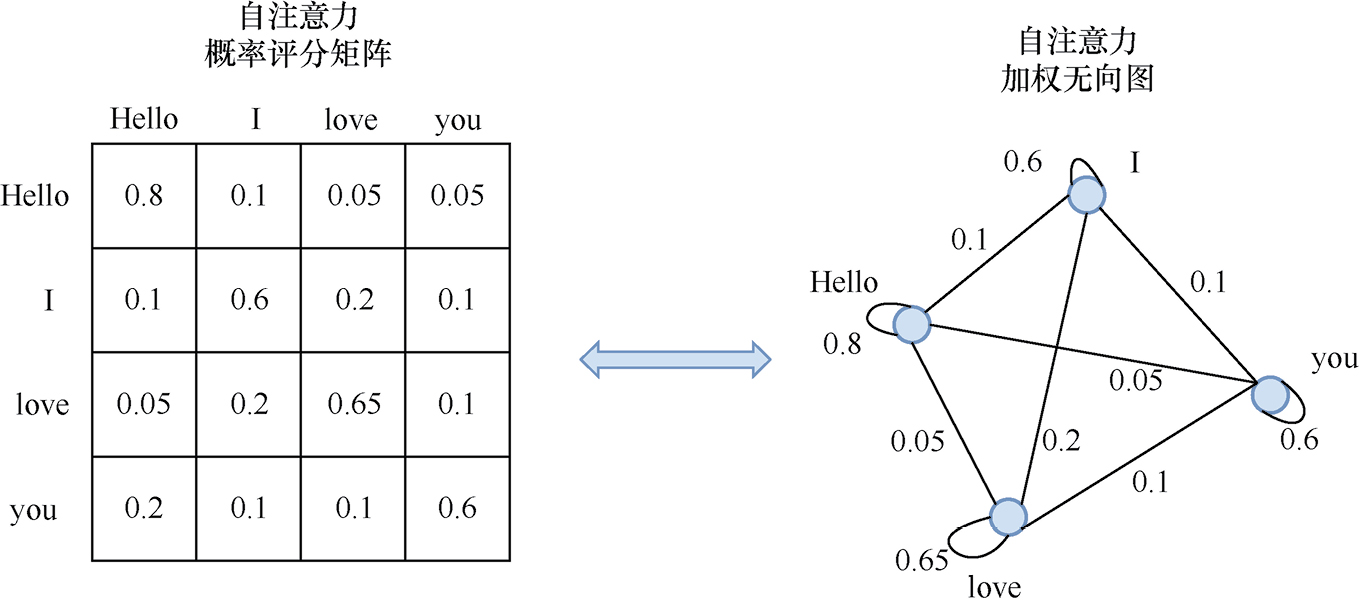 自注意力
概率评分矩阵
Hello I love you
Hello 0.8 0.1 0.05 0.05
I 0.1 0.6 0.2 0.1
love 0.05 0.2 0.65 0.1
you 0.2 0.1 0.1 0.6
自注意力
加权无向图
0.6 I
0.1
Hello 0.1
0.8
you
0.05
0.05 0.2 0.6
0.1
0.65
love